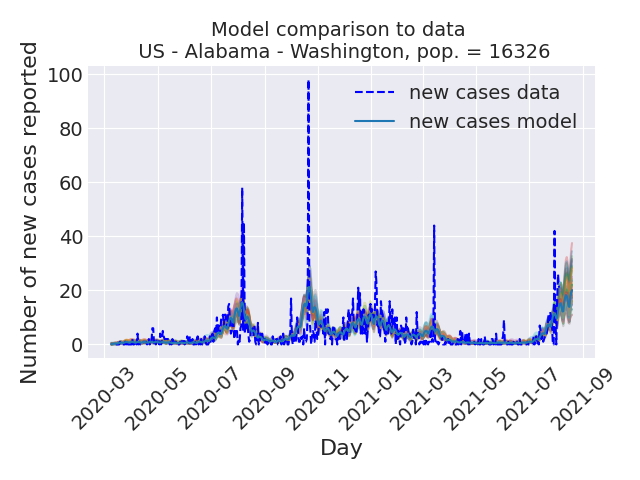 Model comparison to data
US - Alabama - Washington, pop. = 16326
Number of new cases reported
100
80
60
40
20
0
new cases data
new cases model
2020-03
2020-05
2020-07
2020-09
2020-11
2021-01
2021-03
2021-05
2021-07
2021-09
Day